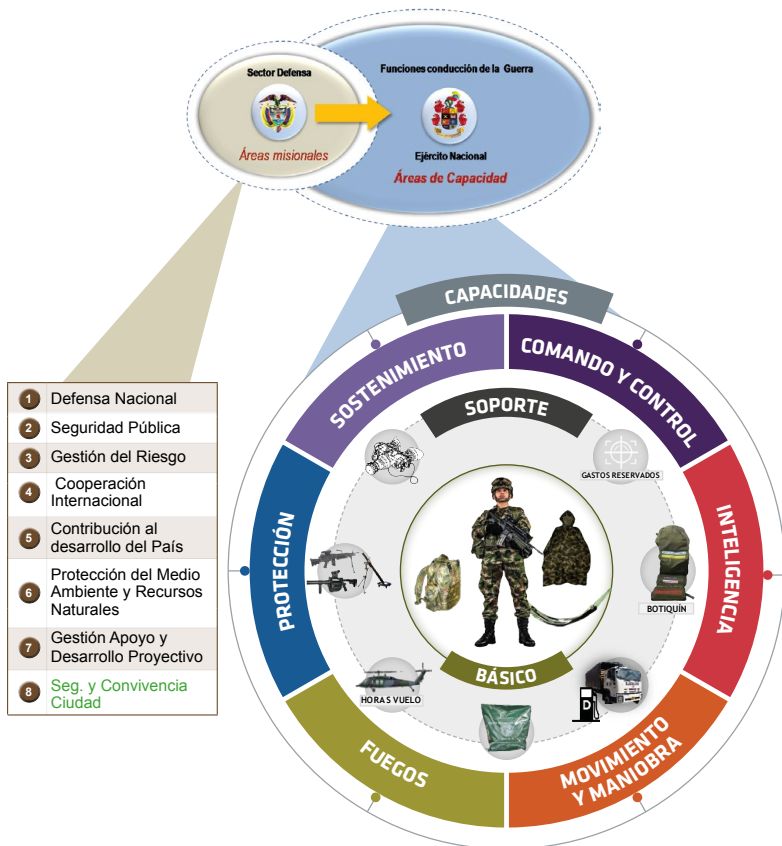 Sector Defensa
Áreas misionales
Funciones conducción de la Guerra
Ejército Nacional
Áreas de Capacidad
1 Defensa Nacional
2 Seguridad Pública
3 Gestión del Riesgo
4 Cooperación
Internacional
5 Contribución al
desarrollo del País
6 Protección del Medio
Ambiente y Recursos
Naturales
7 Gestión Apoyo y
Desarrollo Proyectivo
8 Seg. y Convivencia
Ciudad
CAPACIDADES
SOSTENIMIENTO
COMANDO Y CONTROL
INTELIGENCIA
MOVIMIENTO
Y MANIOBRA
FUEGOS
PROTECCIÓN
SOPORTE
GASTOS RESERVADOS
BOTIQUÍN
D
HORAS VUELO
BÁSICO